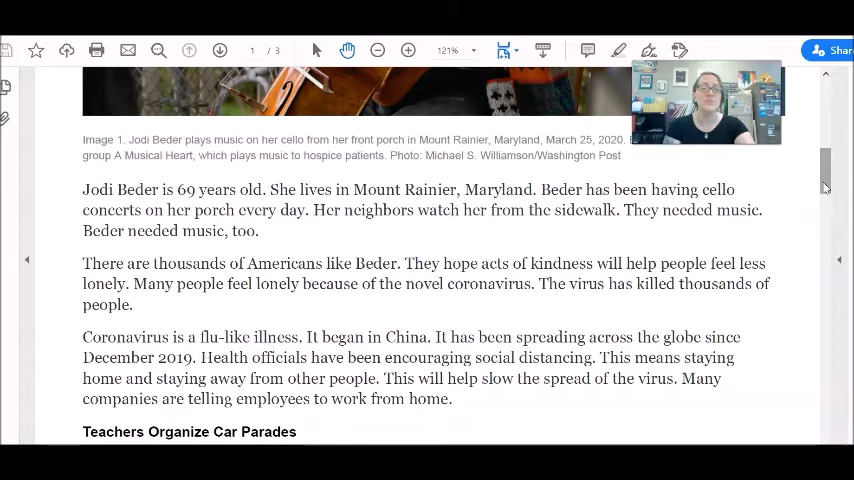 1 / 3
121%
Shar
Image 1. Jodi Beder plays music on her cello from her front porch in Mount Rainier, Maryland, March 25, 2020.
group A Musical Heart, which plays music to hospice patients. Photo: Michael S. Williamson/Washington Post
Jodi Beder is 69 years old. She lives in Mount Rainier, Maryland. Beder has been having cello
concerts on her porch every day. Her neighbors watch her from the sidewalk. They needed music.
Beder needed music, too.
There are thousands of Americans like Beder. They hope acts of kindness will help people feel less
lonely. Many people feel lonely because of the novel coronavirus. The virus has killed thousands of
people.
Coronavirus is a flu-like illness. It began in China. It has been spreading across the globe since
December 2019. Health officials have been encouraging social distancing. This means staying
home and staying away from other people. This will help slow the spread of the virus. Many
companies are telling employees to work from home.
Teachers Organize Car Parades